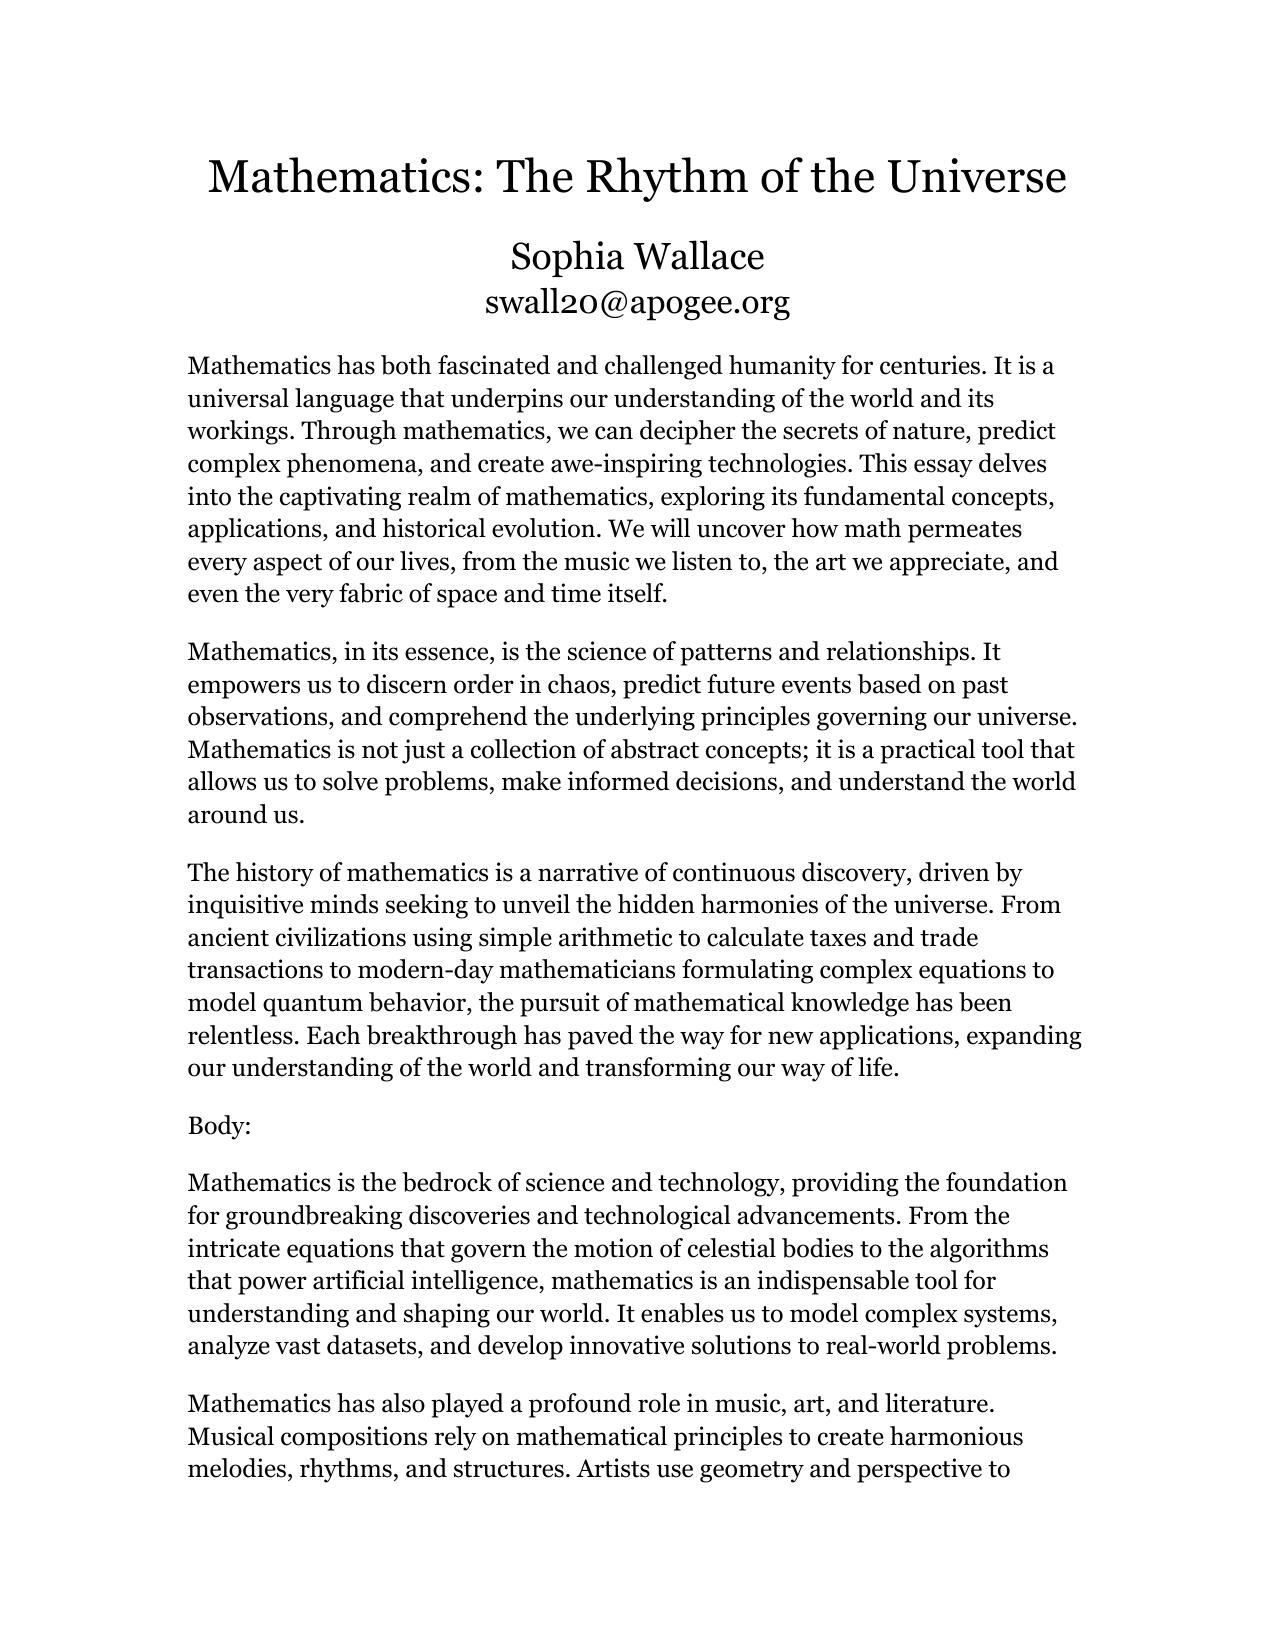 Mathematics: The Rhythm of the Universe
Sophia Wallace
swall20@apogee.org
Mathematics has both fascinated and challenged humanity for centuries. It is a
universal language that underpins our understanding of the world and its
workings. Through mathematics, we can decipher the secrets of nature, predict
complex phenomena, and create awe-inspiring technologies. This essay delves
into the captivating realm of mathematics, exploring its fundamental concepts,
applications, and historical evolution. We will uncover how math permeates
every aspect of our lives, from the music we listen to, the art we appreciate, and
even the very fabric of space and time itself.
Mathematics, in its essence, is the science of patterns and relationships. It
empowers us to discern order in chaos, predict future events based on past
observations, and comprehend the underlying principles governing our universe.
Mathematics is not just a collection of abstract concepts; it is a practical tool that
allows us to solve problems, make informed decisions, and understand the world
around us.
The history of mathematics is a narrative of continuous discovery, driven by
inquisitive minds seeking to unveil the hidden harmonies of the universe. From
ancient civilizations using simple arithmetic to calculate taxes and trade
transactions to modern-day mathematicians formulating complex equations to
model quantum behavior, the pursuit of mathematical knowledge has been
relentless. Each breakthrough has paved the way for new applications, expanding
our understanding of the world and transforming our way of life.
Body:
Mathematics is the bedrock of science and technology, providing the foundation
for groundbreaking discoveries and technological advancements. From the
intricate equations that govern the motion of celestial bodies to the algorithms
that power artificial intelligence, mathematics is an indispensable tool for
understanding and shaping our world. It enables us to model complex systems,
analyze vast datasets, and develop innovative solutions to real-world problems.
Mathematics has also played a profound role in music, art, and literature.
Musical compositions rely on mathematical principles to create harmonious
melodies, rhythms, and structures. Artists use geometry and perspective to